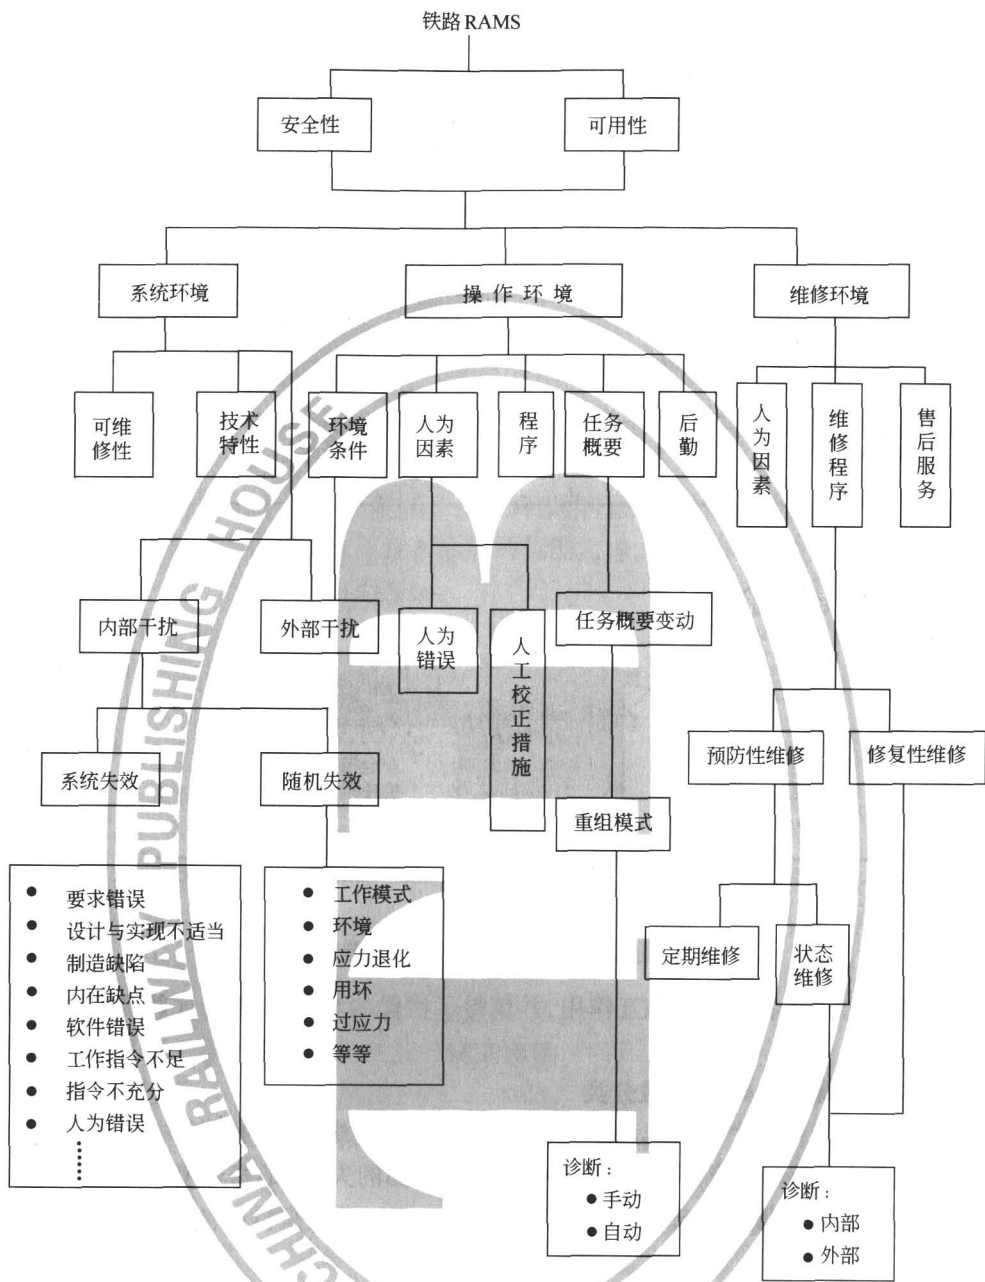 铁路RAMS
安全性
可用性
系统环境
操作环境
维修环境
可维
修性
技术
特性
环境
条件
人为
因素
程
序
任务
概要
后
勤
人
为
因
素
维
修
程
序
售
后
服
务
内部干扰
外部干扰
人为
错误
人
工
校
正
措
施
任务概要变动
预防性维修
修复性维修
系统失效
随机失效
重组模式
● 要求错误
● 设计与实现不适当
● 制造缺陷
● 内在缺点
● 软件错误
● 工作指令不足
● 指令不充分
● 人为错误
⋮
● 工作模式
● 环境
● 应力退化
● 用坏
● 过应力
● 等等
定期维修
状态
维修
诊断：
● 手动
● 自动
诊断：
● 内部
● 外部
CHINA RAILWAY PUBLISHING HOUSE